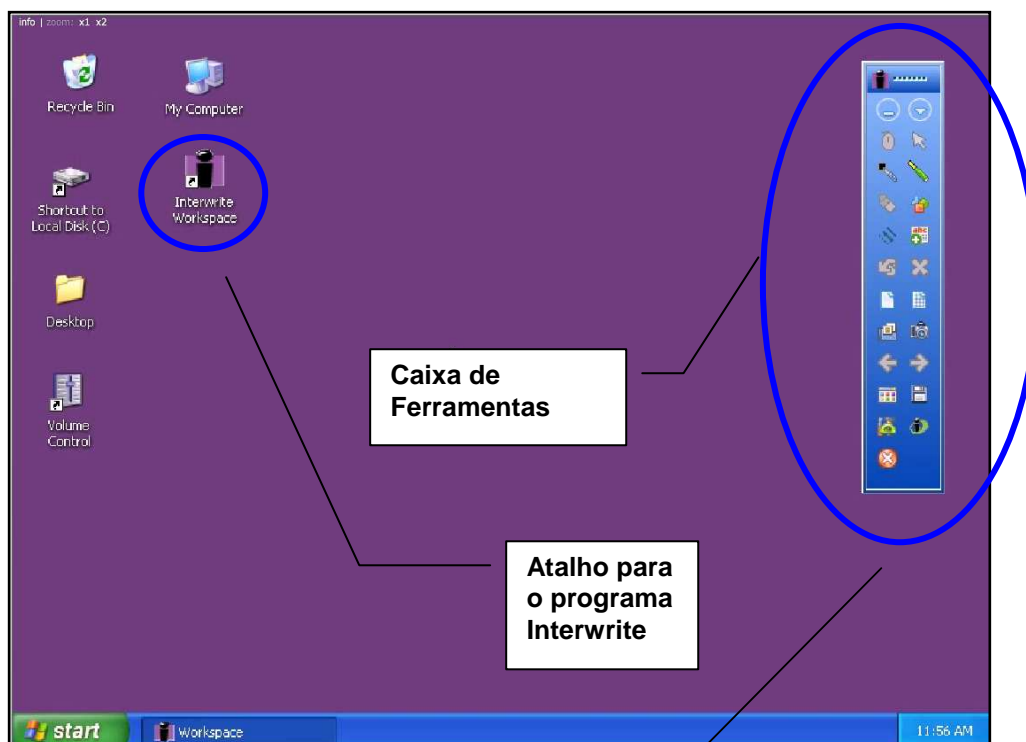 info | zoom: x1 x2
Recycle Bin
My Computer
Shortcut to
Local Disk (C)
Interwrite
Workspace
Desktop
Volume
Control
Caixa de
Ferramentas
abc
Atalho para
o programa
Interwrite
start
Workspace
11:56 AM